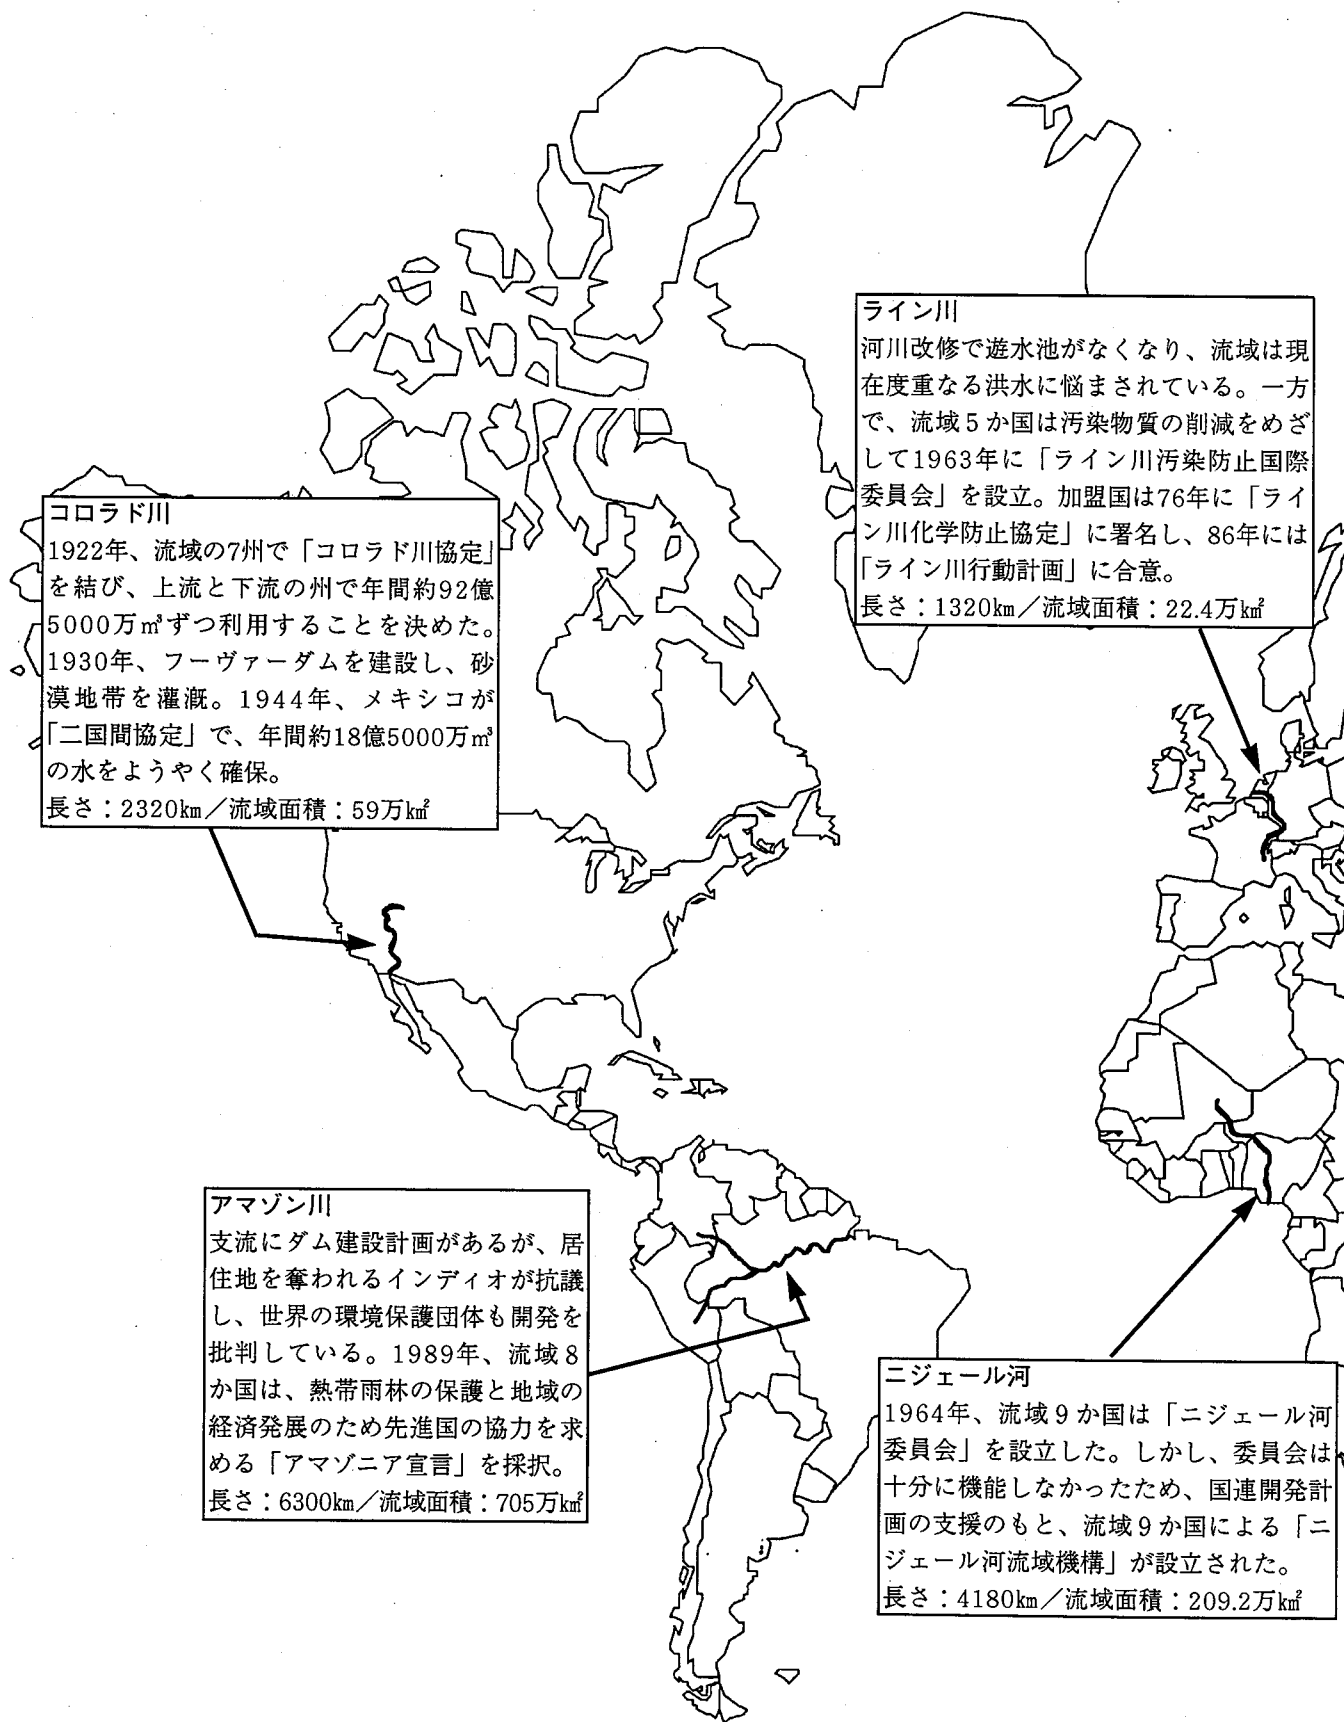 ライン川
河川改修で遊水池がなくなり、流域は現
在度重なる洪水に悩まされている。一方
で、流域5か国は汚染物質の削減をめざ
して1963年に「ライン川汚染防止国際
委員会」を設立。加盟国は76年に「ライ
ン川化学防止協定」に署名し、86年には
「ライン川行動計画」に合意。
長さ：1320㎞／流域面積：22.4万㎢
コロラド川
1922年、流域の7州で「コロラド川協定」
を結び、上流と下流の州で年間約92億
5000万㎥ずつ利用することを決めた。
1930年、フーヴァーダムを建設し、砂
漠地帯を灌漑。1944年、メキシコが
「二国間協定」で、年間約18億5000万㎥
の水をようやく確保。
長さ：2320㎞／流域面積：59万㎢
アマゾン川
支流にダム建設計画があるが、居
住地を奪われるインディオが抗議
し、世界の環境保護団体も開発を
批判している。1989年、流域8
か国は、熱帯雨林の保護と地域の
経済発展のため先進国の協力を求
める「アマゾニア宣言」を採択。
長さ：6300㎞／流域面積：705万㎢
ニジェール河
1964年、流域9か国は「ニジェール河
委員会」を設立した。しかし、委員会は
十分に機能しなかったため、国連開発計
画の支援のもと、流域9か国による「ニ
ジェール河流域機構」が設立された。
長さ：4180㎞／流域面積：209.2万㎢